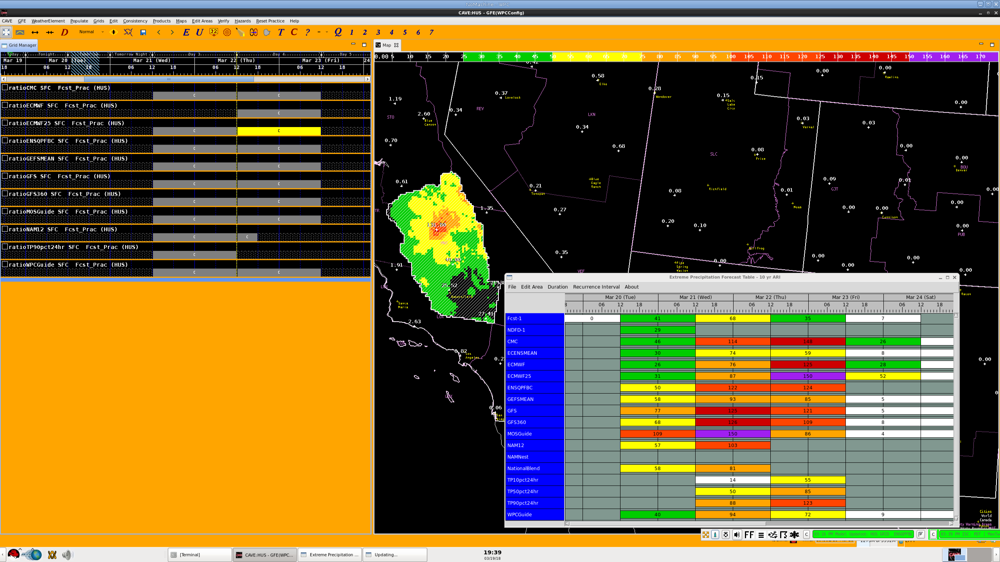 NoMachine - WPC
CAVE:HUS - GFE(WPCConfig)
CAVE GFE WeatherElement Populate Grids Edit Consistency Products Maps Edit Areas Verify Hazards Reset Practice Help
D Normal E U 32 T C ? = - Q 1 2 3 4 5 6 7
Grid Manager
Today Tonight Tomorrow Tomorrow Night Day 3 Day 4 Day 5
Mar 19 Mar 20 (Tue) Mar 21 (Wed) Mar 22 (Thu) Mar 23 (Fri) 24
18 06 12 18 06 12 18 06 12 18 06 12 18
ratioCMC SFC Fcst_Prac (HUS)
C C
ratioECMWF SFC Fcst_Prac (HUS)
C
ratioECMWF25 SFC Fcst_Prac (HUS)
C C
ratioENSQPFBC SFC Fcst_Prac (HUS)
C C
ratioGEFSMEAN SFC Fcst_Prac (HUS)
C C
ratioGFS SFC Fcst_Prac (HUS)
C C
ratioGFS360 SFC Fcst_Prac (HUS)
C C
ratioMOSGuide SFC Fcst_Prac (HUS)
C C
ratioNAM12 SFC Fcst_Prac (HUS)
C C
ratioTP90pct24hr SFC Fcst_Prac (HUS)
C
ratioWPCGuide SFC Fcst_Prac (HUS)
C C
Map
0.00 5 10 15 20 25 30 35 40 45 50 55 60 65 70 75 80 85 90 95 100 105 110 115 120 125 130 135 140 145 150 155 160 165 170
0.42
0.58
Elko
0.15
0.00
0.00
Rawlins
1.19
0.37
Lovelock
0.28
Wendover
0.15
Salt
Lake
City
0.00
STO
2.60
Blue
Canyon
0.34
REV
LKN
0.34
0.03
Vernal
0.03
0.70
0.68
SLC
0.08
Price
0.00
0.00
BOU
Denver
0.61
0.21
Tonopah
Blue
Eagle
Ranch
0.08
Richfield
0.01
Moab
0.09
GJT
0.01
0.00
TR
1.35
0.27
0.00
0.00
Gunnison
0.00
131.80
Fresno
HNX
0.20
0.10
0.00
PUB
46.00
0.35
Bullfrog
1.91
VEF
Pipe
Spring
Nation
0.00
0.00
0.00
0.00
0.00
25.52
Bakersfield
LOX
Santa
Maria
27.41
LOX
2.63
LOX
0.82
Los
Angeles
LOX
0.06
San
Raton
0.00
Cities
World
Canada
Extreme Precipitation Forecast Table - 10 yr ARI
File Edit Area Duration Recurrence Interval About
Mar 20 (Tue) Mar 21 (Wed) Mar 22 (Thu) Mar 23 (Fri) Mar 24 (Sat)
8 06 12 18 06 12 18 06 12 18 06 12 18 06 12 18
Fcst-1 0 41 68 35 7
NDFD-1 29
CMC 46 114 148 26
ECENSMEAN 30 74 59 8
ECMWF 26 76 125 28
ECMWF25 31 87 150 52
ENSQPFBC 50 122 124
GEFSMEAN 58 93 85 5
GFS 77 125 121 5
GFS360 68 126 109 8
MOSGuide 109 150 86 4
NAM12 57 103
NAMNest
NationalBlend 58 81
TP10pct24hr 14 55
TP50pct24hr 50 85
TP90pct24hr 88 123
WPCGuide 40 94 72 9
FF C 03:16 PM Model Updated: HUS_GRID__ENSQPFBC C 03:39 PM ISC: PDT ['MaxTw
[Terminal] CAVE:HUS - GFE(WPC... Extreme Precipitation ... Updating... 19:39
03/19/18